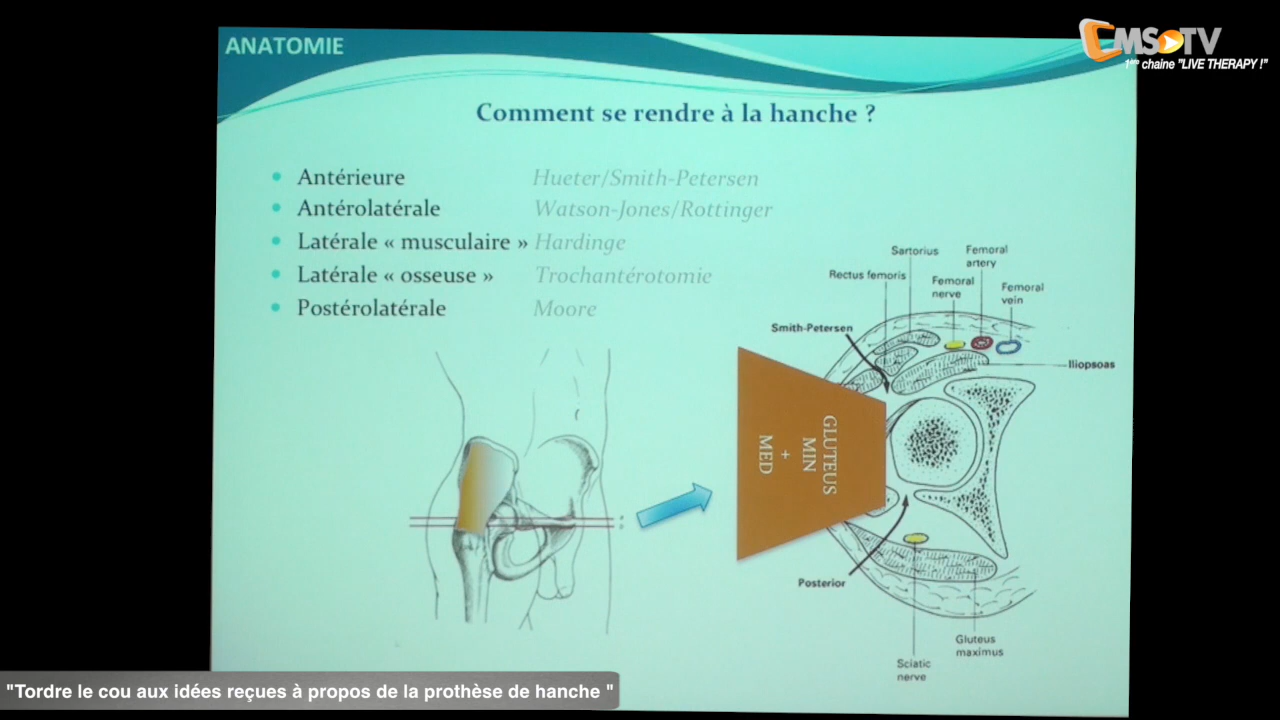 ANATOMIE
CMSTV
1ère chaine "LIVE THERAPY !"
Comment se rendre à la hanche ?
• Antérieure Hueter/Smith-Petersen
• Antérolatérale Watson-Jones/Rottinger
• Latérale « musculaire » Hardinge
• Latérale « osseuse » Trochantérotomie
• Postérolatérale Moore
Sartorius
Femoral
artery
Rectus femoris
Femoral
nerve
Femoral
vein
Smith-Petersen
Iliopsoas
GLUTEUS
MIN
+
MED
Posterior
Gluteus
maximus
Sciatic
nerve
"Tordre le cou aux idées reçues à propos de la prothèse de hanche "